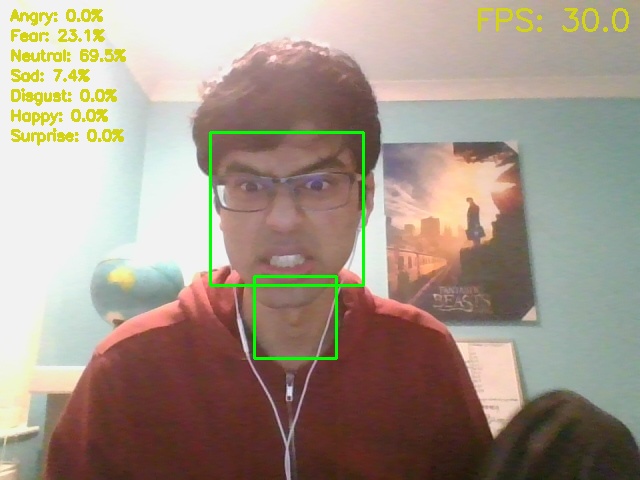 Angry: 0.0%
Fear: 23.1%
Neutral: 69.5%
Sad: 7.4%
Disgust: 0.0%
Happy: 0.0%
Surprise: 0.0%
FPS: 30.0
FANTASTIC
BEASTS